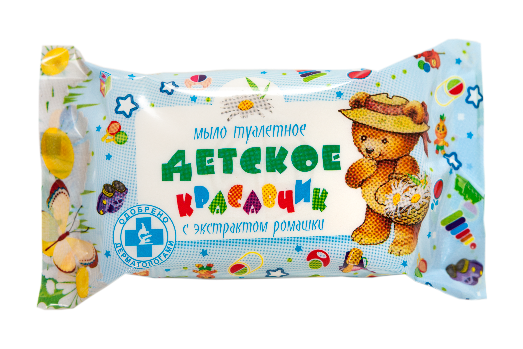 мыло туалетное
ДЕТСКОЕ
КРАСАВЧИК
с экстрактом ромашки
ОДОБРЕНО
ДЕРМАТОЛОГАМИ